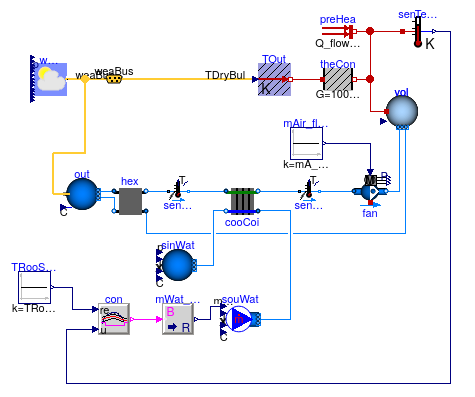 preHea
Q_flow...
senTe...
K
w...
weaBus
TDryBul
TOut
K
theCon
G=100...
vol
mAir_fl...
k=mA_...
out
C
hex
T
sen...
cooCoi
T
sen...
fan
sinWat
C
TRooS...
k=TRo...
con
re
u
mWat_...
B
R
souWat
m
C